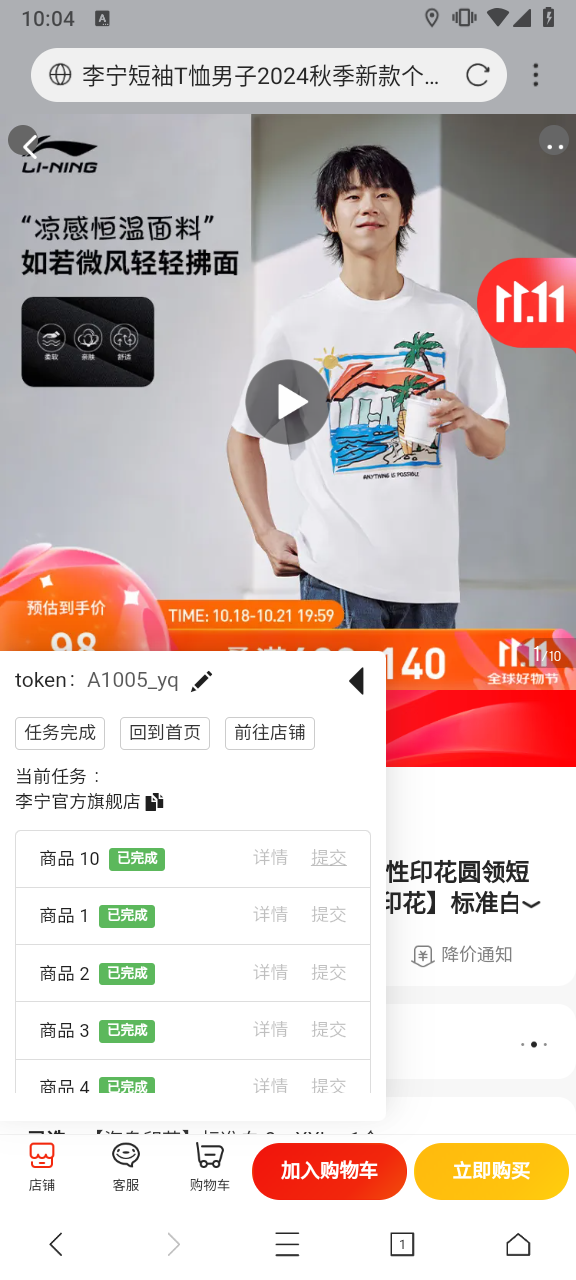 10:04
A
李宁短袖T恤男子2024秋季新款个...
LI-NING
“凉感恒温面料”
如若微风轻轻拂面
柔软 亲肤 舒适
11.11
ANYTHING IS POSSIBLE
预估到手价
TIME: 10.18-10.21 19:59
98
140
11.11
1/10
全球好物节
token: A1005_yq
任务完成 回到首页 前往店铺
当前任务：
李宁官方旗舰店
商品 10 已完成 详情 提交
商品 1 已完成 详情 提交
商品 2 已完成 详情 提交
商品 3 已完成 详情 提交
商品 4 已完成 详情 提交
性印花圆领短
印花】标准白
降价通知
店铺
客服
购物车
加入购物车
立即购买
1